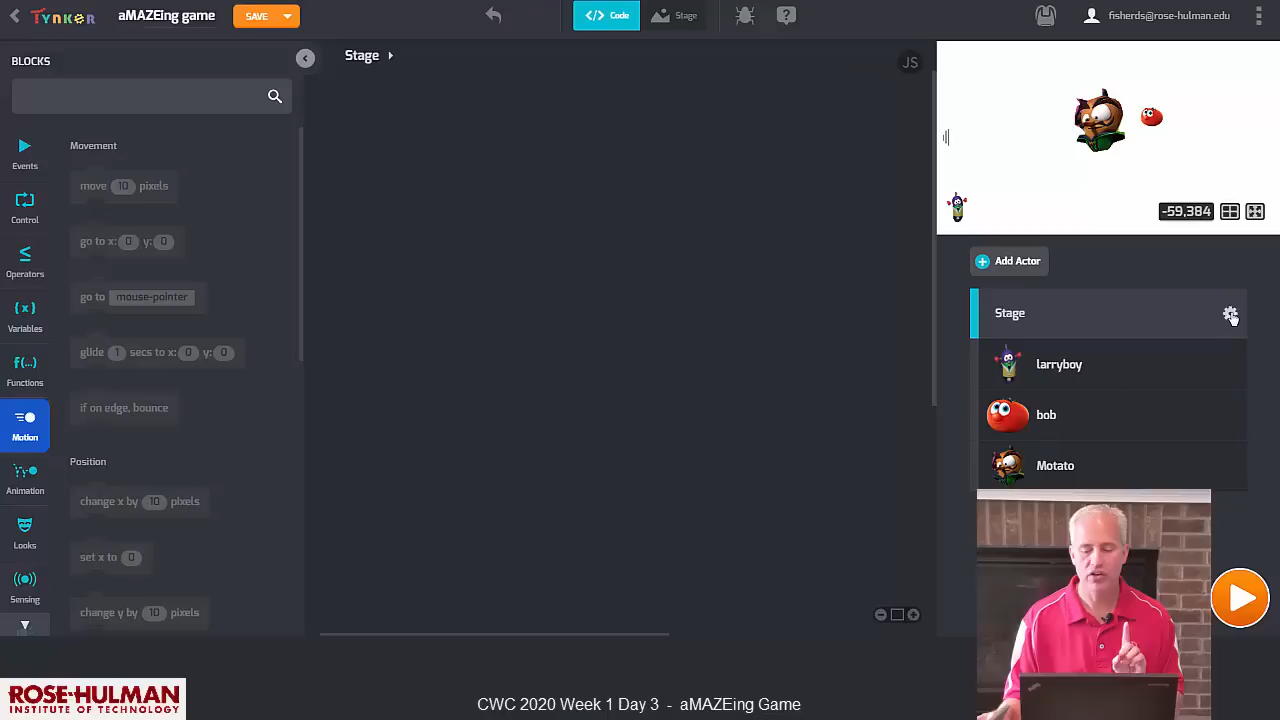 Tynker
aMAZEing game
SAVE
</> Code
Stage
fisherds@rose-hulman.edu
BLOCKS
Stage
JS
Events
Control
Operators
Variables
f(...)
Functions
Motion
Animation
Looks
Sensing
Movement
move 10 pixels
go to x: 0 y: 0
go to mouse-pointer
glide 1 secs to x: 0 y: 0
if on edge, bounce
Position
change x by 10 pixels
set x to 0
change y by 10 pixels
-59,384
Add Actor
Stage
larryboy
bob
Motato
ROSE-HULMAN
INSTITUTE OF TECHNOLOGY
CWC 2020 Week 1 Day 3 - aMAZEing Game